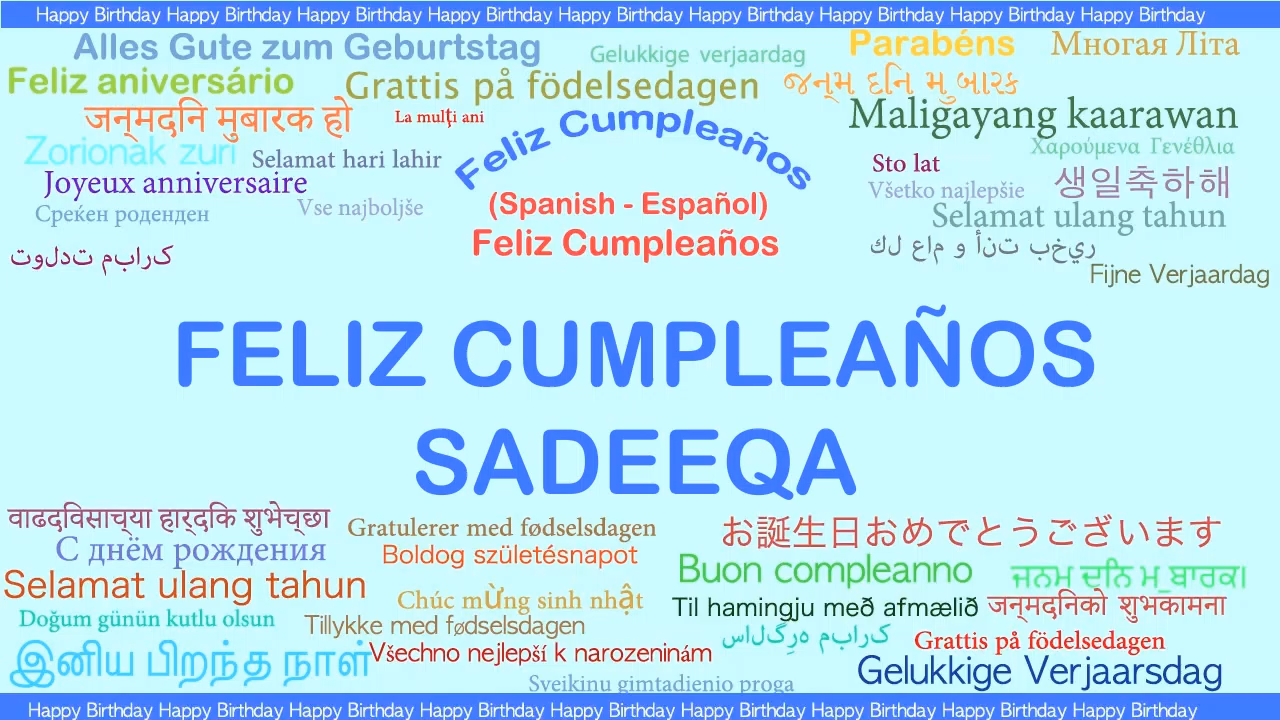 Happy Birthday Happy Birthday Happy Birthday Happy Birthday Happy Birthday Happy Birthday Happy Birthday Happy Birthday Happy Birthday
Alles Gute zum Geburtstag
Gelukkige verjaardag
Parabéns
Многая Літа
Feliz aniversário
Grattis på födelsedagen
જન્મ દિન મુબારક
जन्मदिन मुबारक हो
La mulți ani
Feliz Cumpleaños
Maligayang kaarawan
Zorionak zuri
Selamat hari lahir
Sto lat
Χαρούμενα Γενέθλια
Joyeux anniversaire
(Spanish - Español)
Všetko najlepšie
생일축하해
Среќен роденден
Vse najboljše
Selamat ulang tahun
Feliz Cumpleaños
تولدت مبارک
كل عام و أنت بخير
Fijne Verjaardag
FELIZ CUMPLEAÑOS
SADEEQA
वाढदिवसाच्या हार्दिक शुभेच्छा
Gratulerer med fødselsdagen
お誕生日おめでとうございます
С днём рождения
Boldog születésnapot
Buon compleanno
ਜਨਮ ਦਿਨ ਮੁਬਾਰਕ।
Selamat ulang tahun
Chúc mừng sinh nhật
Til hamingju með afmælið
जन्मदिनको शुभकामना
Doğum günün kutlu olsun
Tillykke med fødselsdagen
سالگرہ مبارک
Grattis på födelsedagen
இனிய பிறந்த நாள்
Všechno nejlepší k narozeninám
Gelukkige Verjaarsdag
Sveikinu gimtadienio proga
Happy Birthday Happy Birthday Happy Birthday Happy Birthday Happy Birthday Happy Birthday Happy Birthday Happy Birthday Happy Birthday